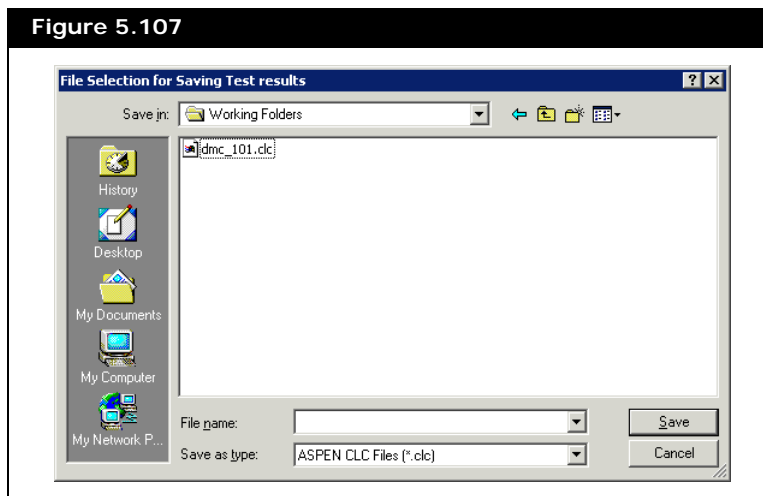 Figure 5.107
File Selection for Saving Test results
Save in: Working Folders
dmc_101.clc
History
Desktop
My Documents
My Computer
My Network P...
File name:
Save
Save as type: ASPEN CLC Files (*.clc)
Cancel